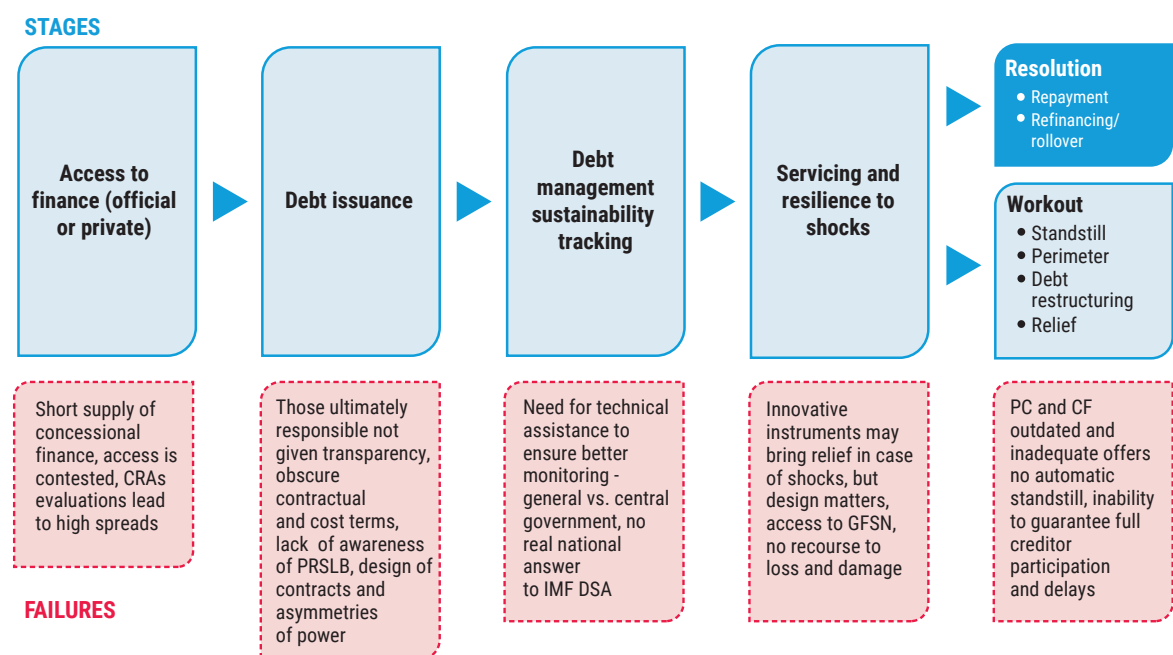 STAGES
Access to
finance (official
or private)
Debt issuance
Debt
management
sustainability
tracking
Servicing and
resilience to
shocks
Resolution
• Repayment
• Refinancing/
rollover
Workout
• Standstill
• Perimeter
• Debt
restructuring
• Relief
Short supply of
concessional
finance, access is
contested, CRAs
evaluations lead
to high spreads
Those ultimately
responsible not
given transparency,
obscure
contractual
and cost terms,
lack of awareness
of PRSLB, design of
contracts and
asymmetries
of power
Need for technical
assistance to
ensure better
monitoring -
general vs. central
government, no
real national
answer
to IMF DSA
Innovative
instruments may
bring relief in case
of shocks, but
design matters,
access to GFSN,
no recourse to
loss and damage
PC and CF
outdated and
inadequate offers
no automatic
standstill, inability
to guarantee full
creditor
participation
and delays
FAILURES